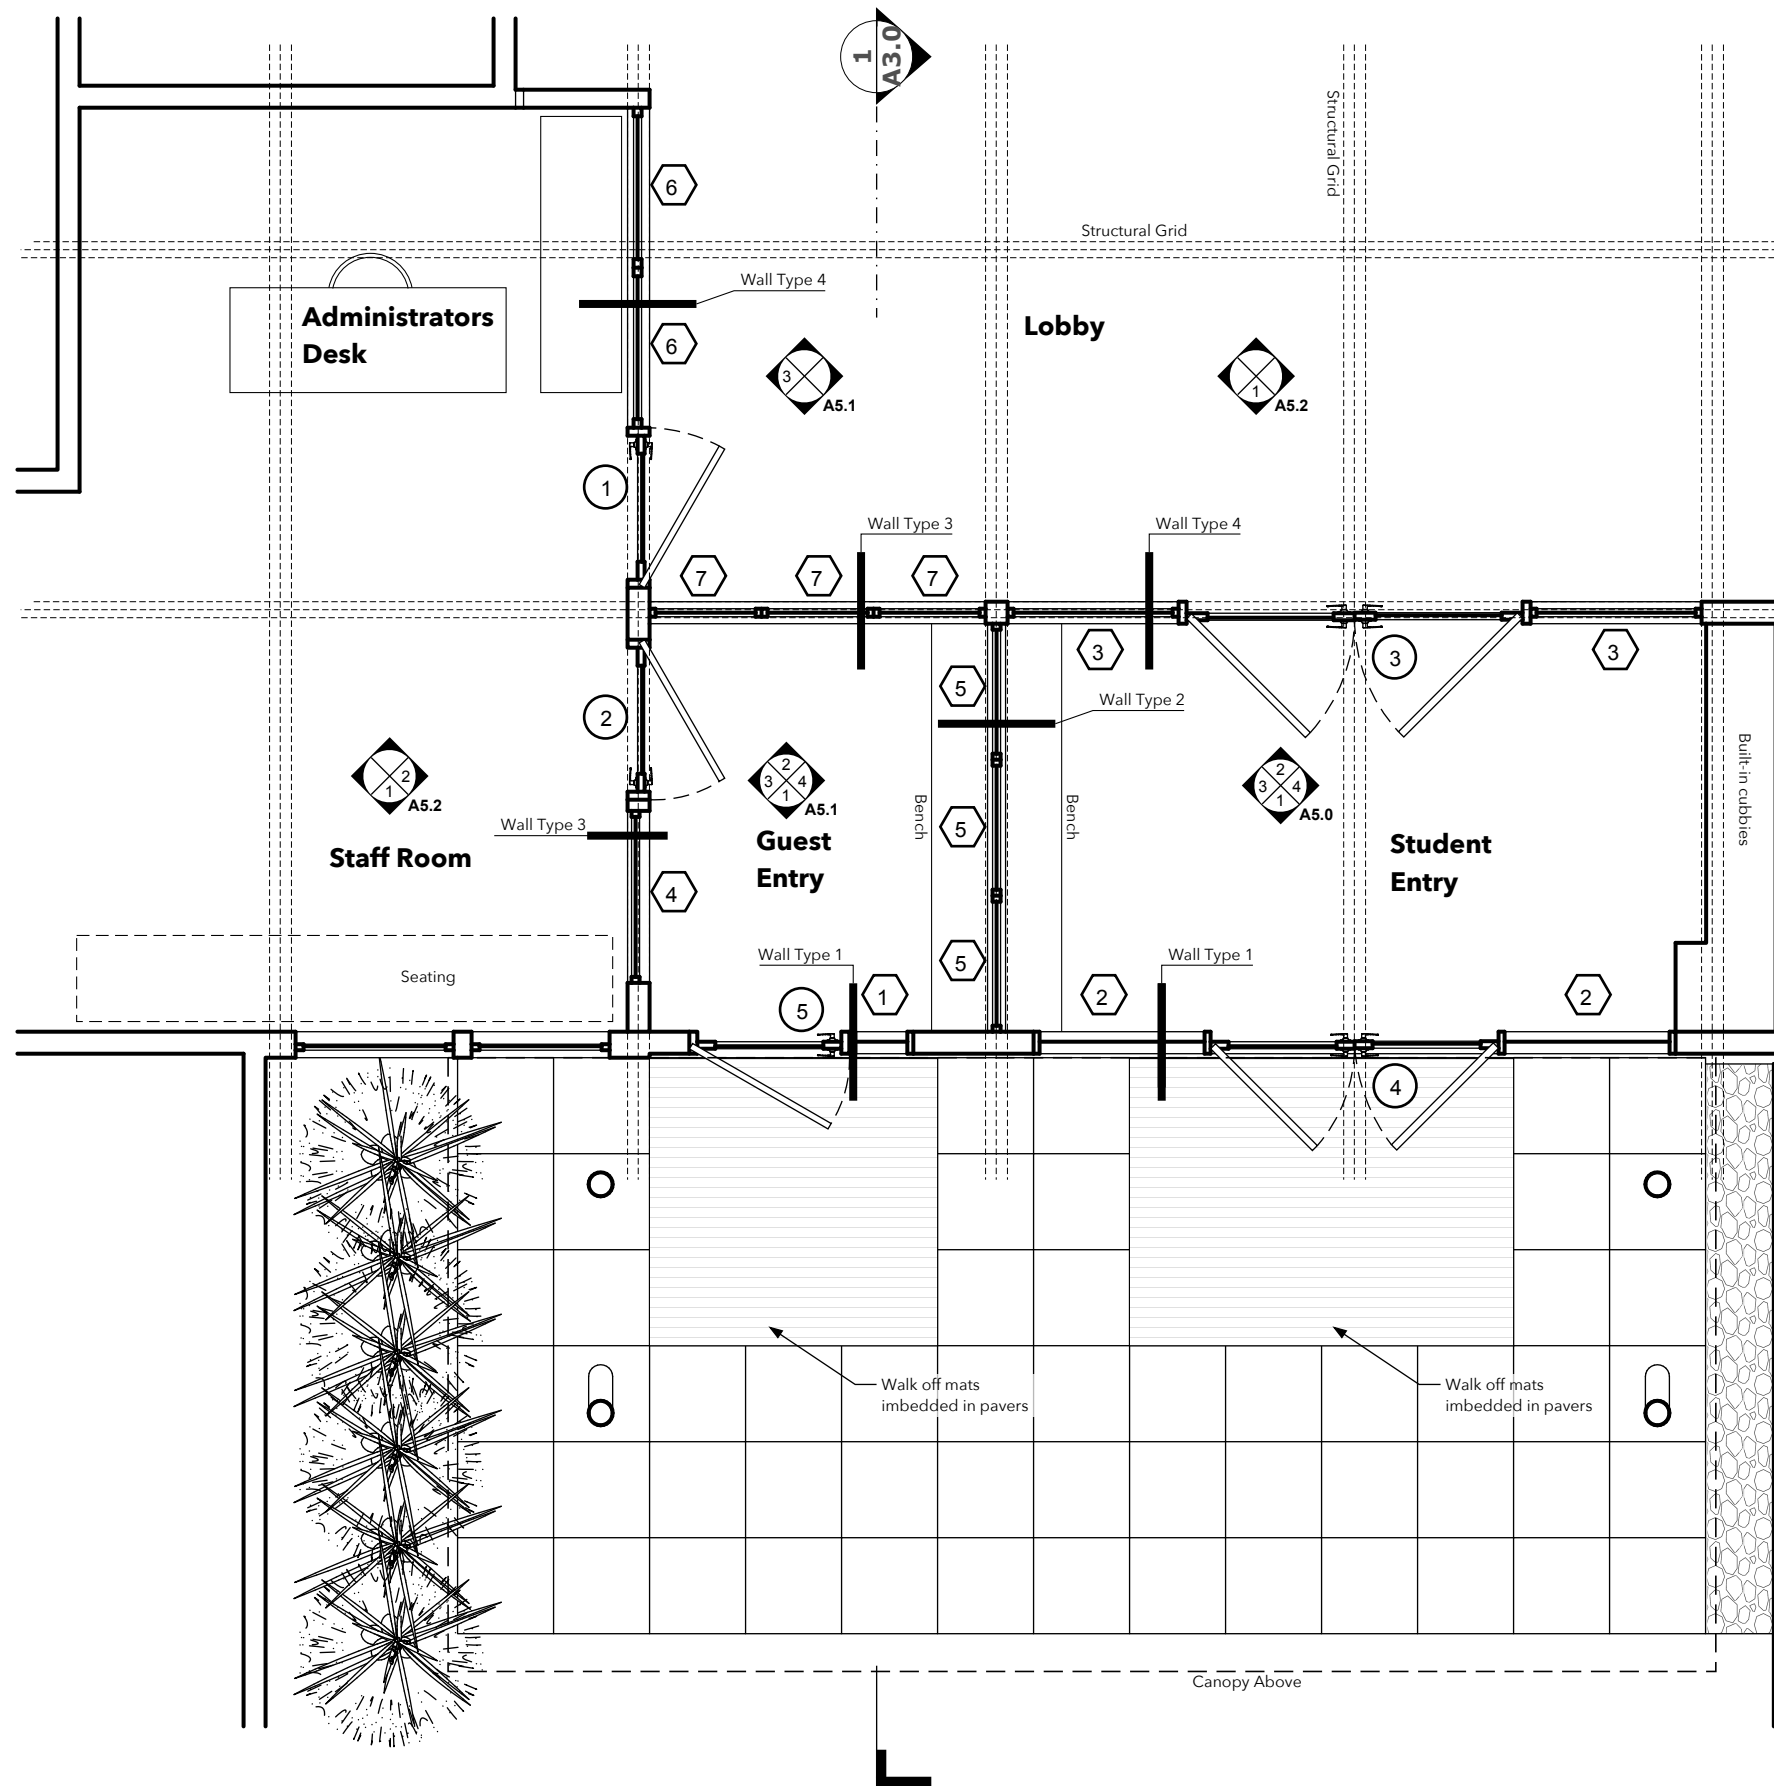 1
A3.0
Structural Grid
6
Structural Grid
Wall Type 4
Administrators
Desk
Lobby
6
3
A5.1
1
A5.2
1
Wall Type 3
Wall Type 4
7
7
7
3
3
3
5
Wall Type 2
2
2
1
A5.2
2
3
4
1
A5.1
2
3
4
1
A5.0
Built-in cubbies
Bench
Bench
Wall Type 3
5
Guest
Entry
Student
Entry
Staff Room
4
Wall Type 1
Wall Type 1
5
Seating
1
2
2
5
4
Walk off mats
imbedded in pavers
Walk off mats
imbedded in pavers
Canopy Above